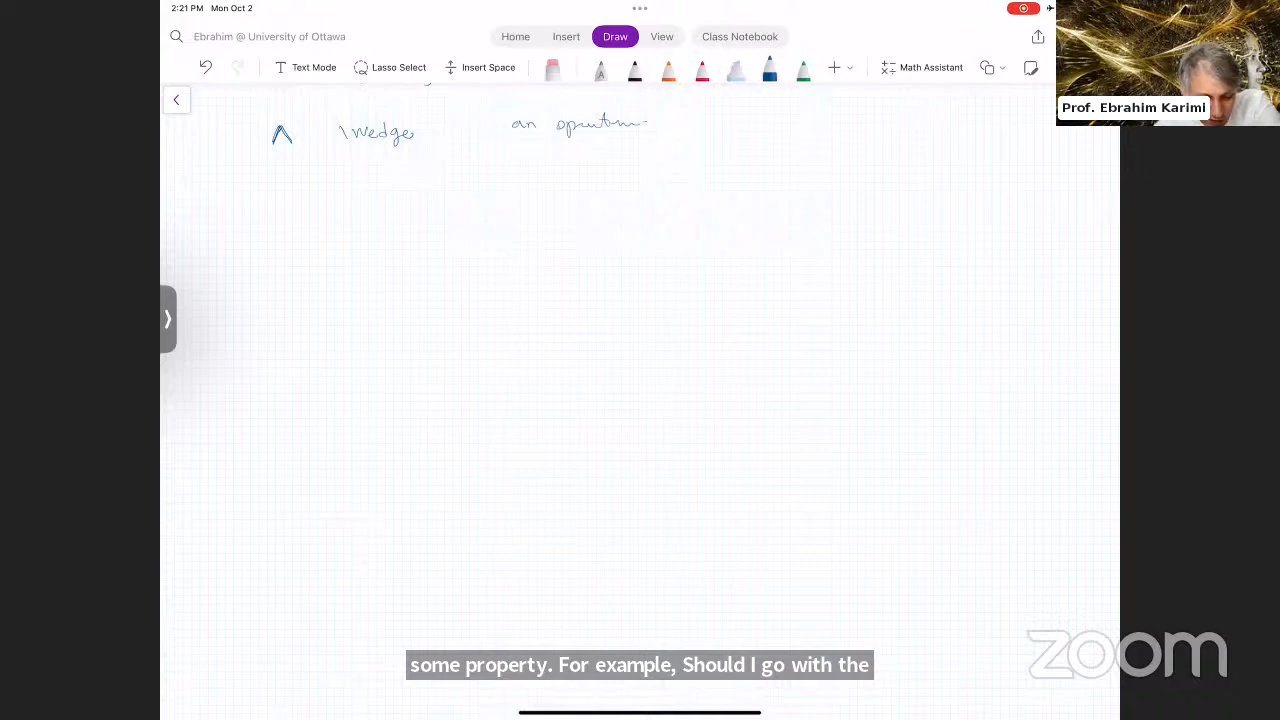 2:21 PM Mon Oct 2
Ebrahim @ University of Ottawa
Home Insert Draw View Class Notebook
Text Mode Lasso Select Insert Space Math Assistant
Prof. Ebrahim Karimi
∧ \wedge an
some property. For example, Should I go with the
zoom